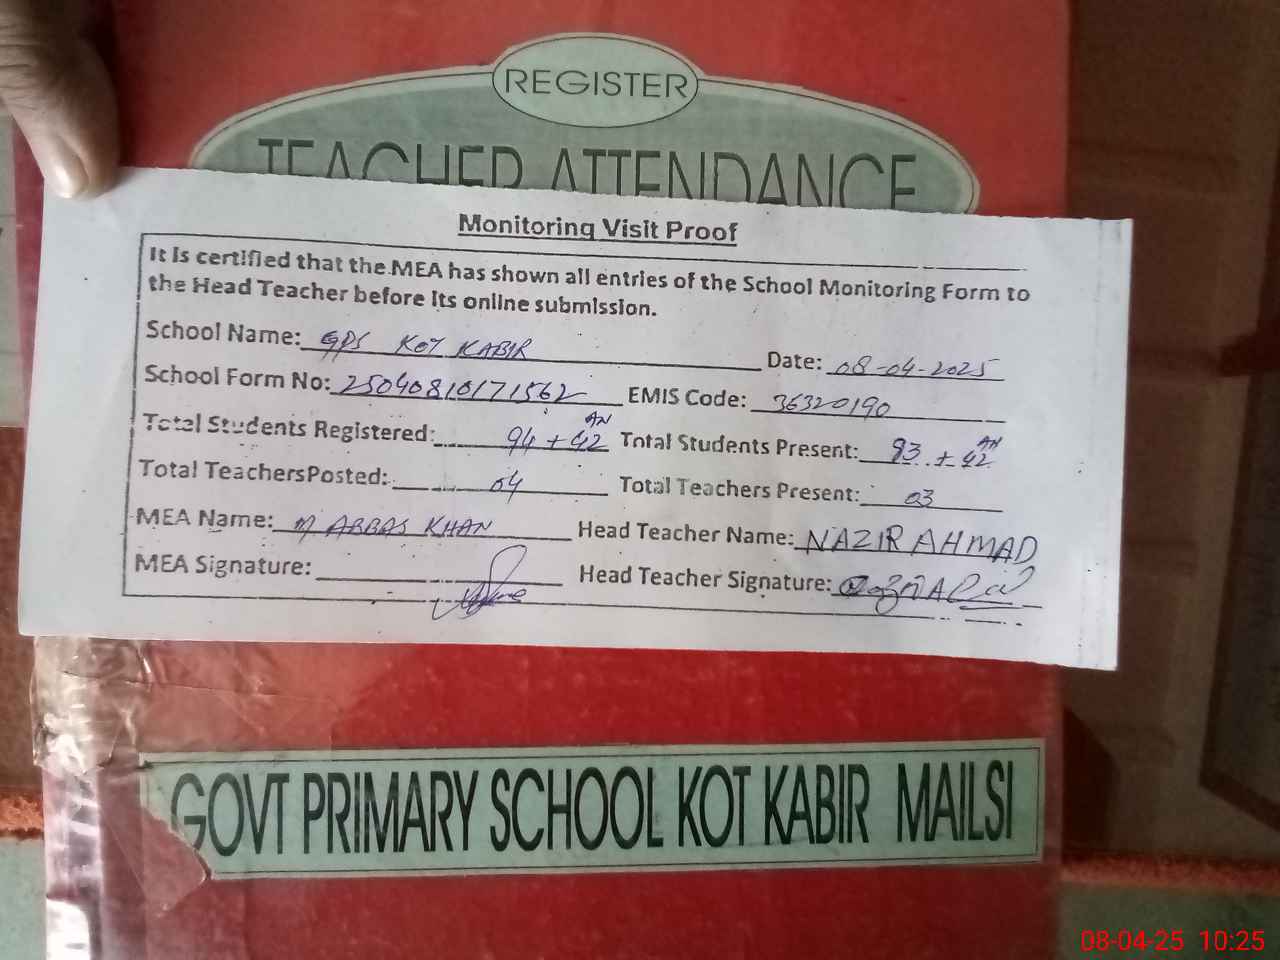 REGISTER
TEACHER ATTENDANCE
Monitoring Visit Proof
It is certified that the MEA has shown all entries of the School Monitoring Form to
the Head Teacher before its online submission.
School Name: GPS KOT KABIR Date: 08-04-2025
School Form No: 25040810171562 EMIS Code: 36320190
Total Students Registered: 94 + 42 AN Total Students Present: 83 + 42 AN
Total TeachersPosted: 04 Total Teachers Present: 03
MEA Name: M ABBAS KHAN Head Teacher Name: NAZIR AHMAD
MEA Signature: Head Teacher Signature:
GOVT PRIMARY SCHOOL KOT KABIR MAILSI
08-04-25 10:25